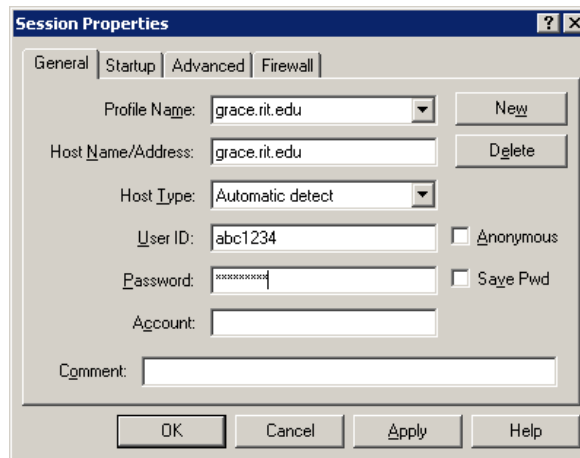 Session Properties
General Startup Advanced Firewall
Profile Name: grace.rit.edu New
Host Name/Address: grace.rit.edu Delete
Host Type: Automatic detect
User ID: abc1234 Anonymous
Password: ********* Save Pwd
Account:
Comment:
OK Cancel Apply Help